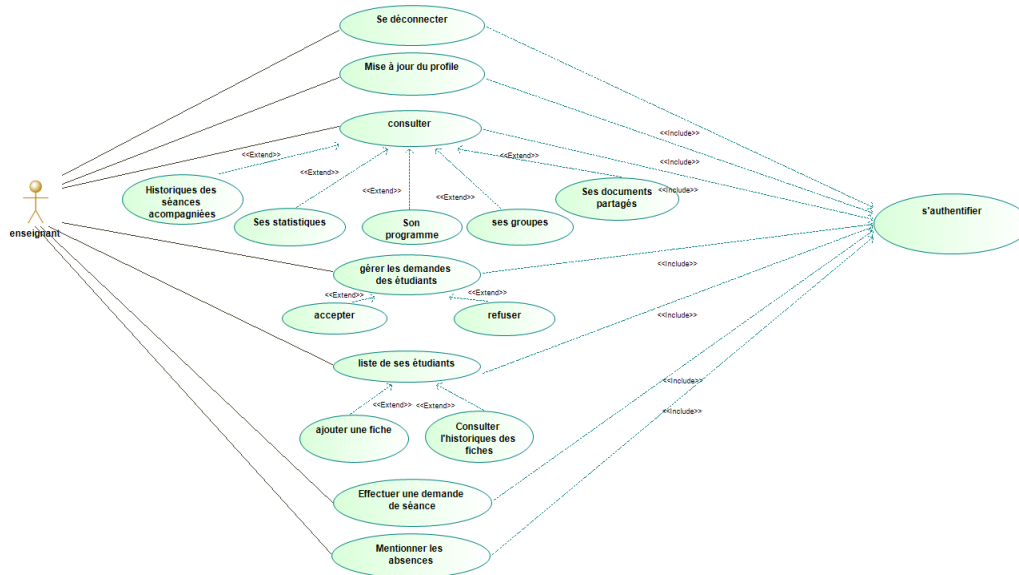 Se déconnecter
Mise à jour du profile
consulter
<<Include>>
<<Extend>>
<<Extend>>
<<Include>>
<<Extend>>
<<Extend>>
<<Extend>>
<<Include>>
Historiques des
séances
acompagniées
Ses statistiques
Son
programme
ses groupes
Ses documents
partagés
s'authentifier
enseignant
gérer les demandes
des étudiants
<<Include>>
<<Extend>>
<<Extend>>
accepter
refuser
<<Include>>
liste de ses étudiants
<<Include>>
<<Extend>>
<<Extend>>
ajouter une fiche
Consulter
l'historiques des
fiches
<<Include>>
Effectuer une demande
de séance
Mentionner les
absences